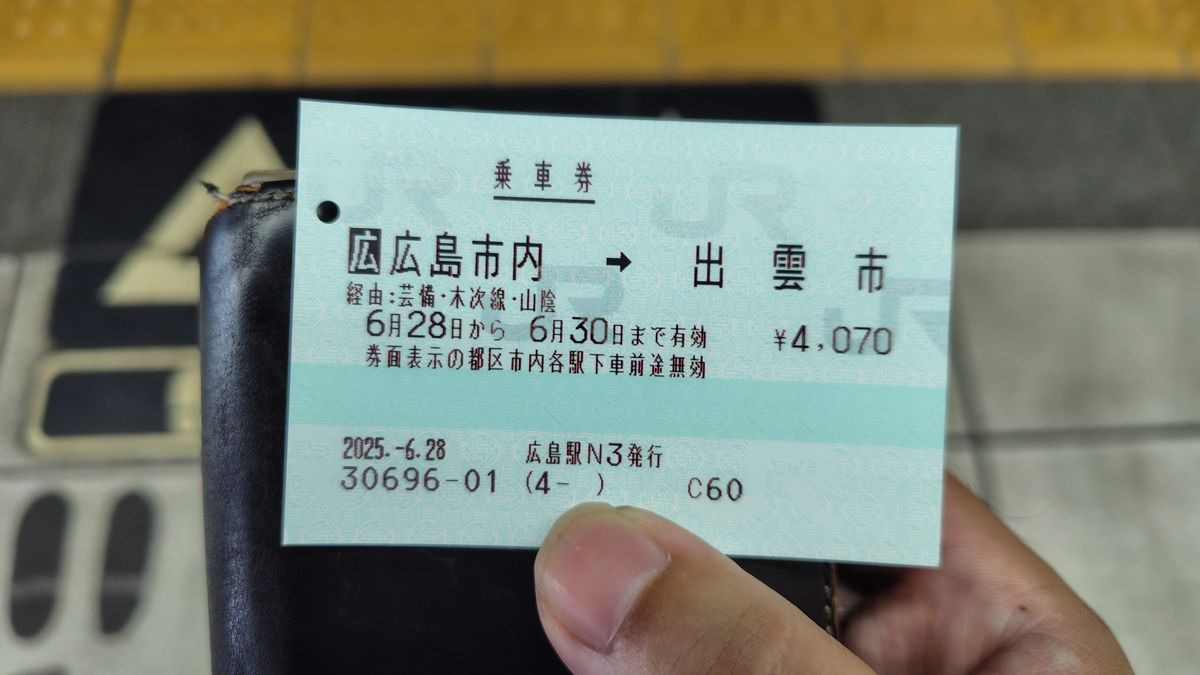 乗車券
広 広島市内 → 出雲市
経由：芸備・木次線・山陰
6月28日から 6月30日まで有効 ¥4,070
券面表示の都区市内各駅下車前途無効
2025.-6.28 広島駅N3発行
30696-01 (4- ) C60